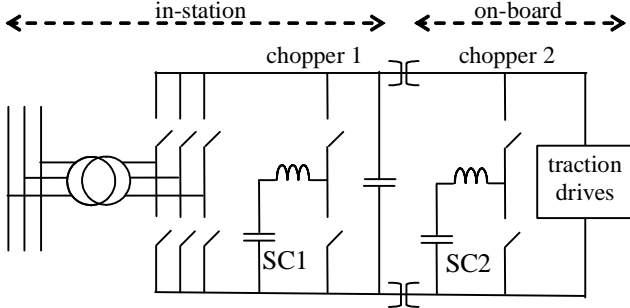 in-station
on-board
chopper 1
chopper 2
traction
drives
SC1
SC2